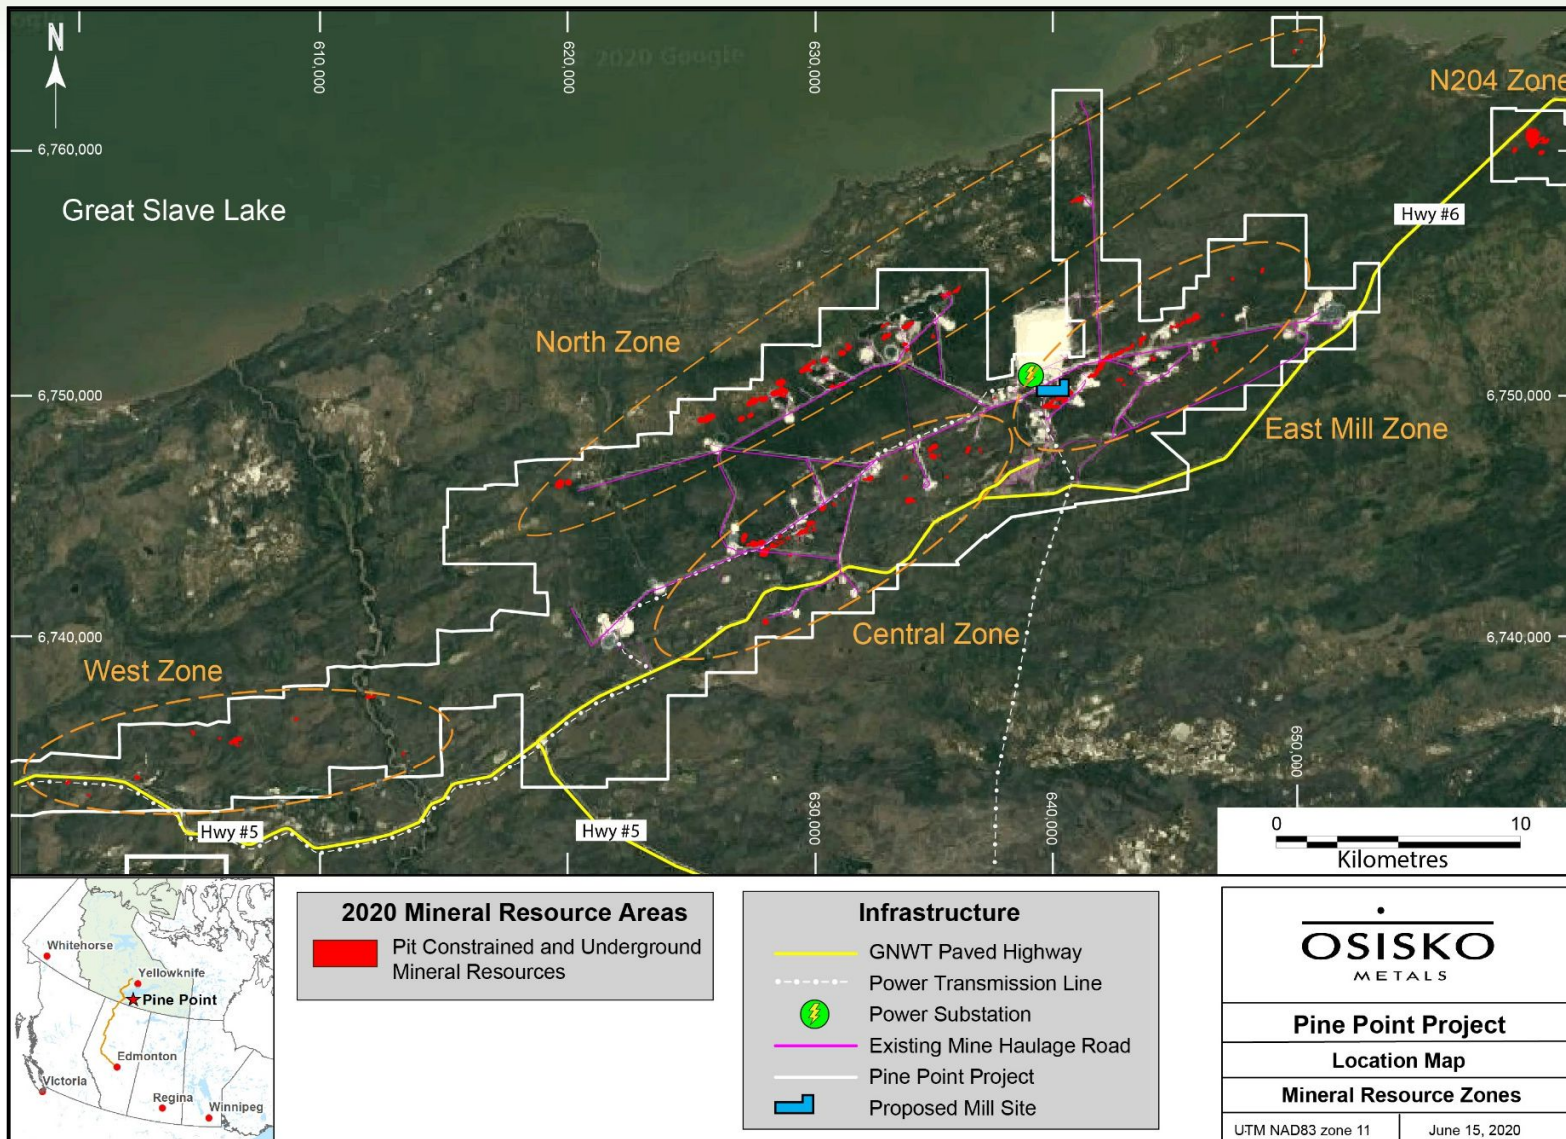 N
610,000
620,000
© 2020 Google
630,000
N204 Zone
6,760,000
6,760,000
Great Slave Lake
Hwy #6
North Zone
6,750,000
6,750,000
East Mill Zone
6,740,000
Central Zone
6,740,000
West Zone
650,000
630,000
640,000
Hwy #5
Hwy #5
0 10
Kilometres
Whitehorse
Yellowknife
Pine Point
Edmonton
Victoria
Regina
Winnipeg
2020 Mineral Resource Areas
Pit Constrained and Underground
Mineral Resources
Infrastructure
GNWT Paved Highway
Power Transmission Line
Power Substation
Existing Mine Haulage Road
Pine Point Project
Proposed Mill Site
OSISKO
METALS
Pine Point Project
Location Map
Mineral Resource Zones
UTM NAD83 zone 11
June 15, 2020